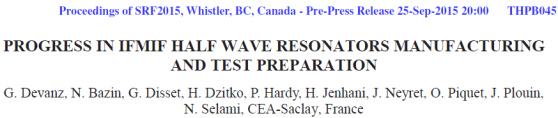 Proceedings of SRF2015, Whistler, BC, Canada - Pre-Press Release 25-Sep-2015 20:00 THPB045
PROGRESS IN IFMIF HALF WAVE RESONATORS MANUFACTURING
AND TEST PREPARATION
G. Devanz, N. Bazin, G. Disset, H. Dzitko, P. Hardy, H. Jenhani, J. Neyret, O. Piquet, J. Plouin,
N. Selami, CEA-Saclay, France